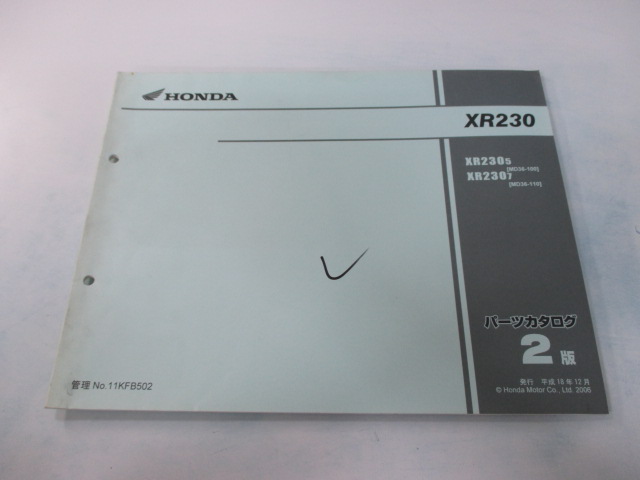 HONDA
XR230
XR2305
[MD36-100]
XR2307
[MD36-110]
パーツカタログ
2版
発行 平成18年12月
© Honda Motor Co., Ltd. 2006
管理 No.11KFB502